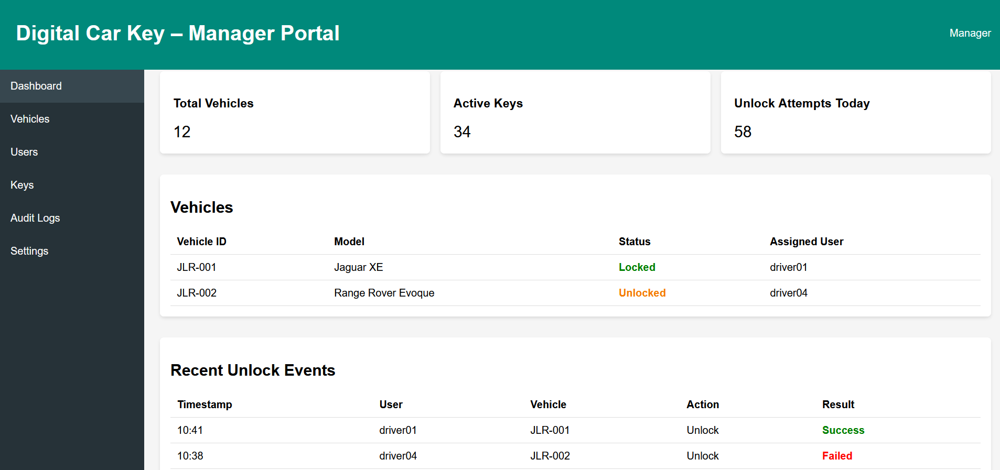 Digital Car Key – Manager Portal
Manager
Dashboard
Vehicles
Users
Keys
Audit Logs
Settings
Total Vehicles
12
Active Keys
34
Unlock Attempts Today
58
Vehicles
Vehicle ID Model Status Assigned User
JLR-001 Jaguar XE Locked driver01
JLR-002 Range Rover Evoque Unlocked driver04
Recent Unlock Events
Timestamp User Vehicle Action Result
10:41 driver01 JLR-001 Unlock Success
10:38 driver04 JLR-002 Unlock Failed